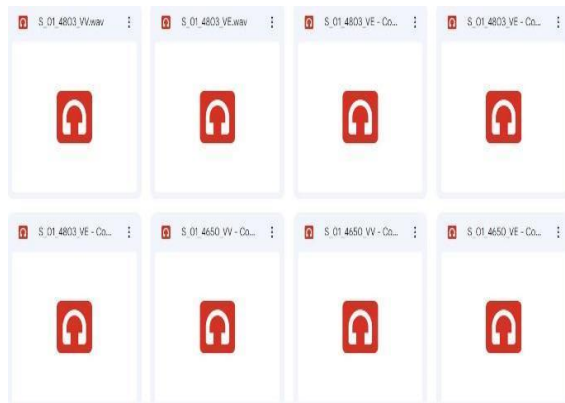 S_01_4803_VV.wav
S_01_4803_VE.wav
S_01_4803_VE - Co...
S_01_4803_VE - Co...
S_01_4803_VE - Co...
S_01_4650_VV - Co...
S_01_4650_VV - Co...
S_01_4650_VE - Co...